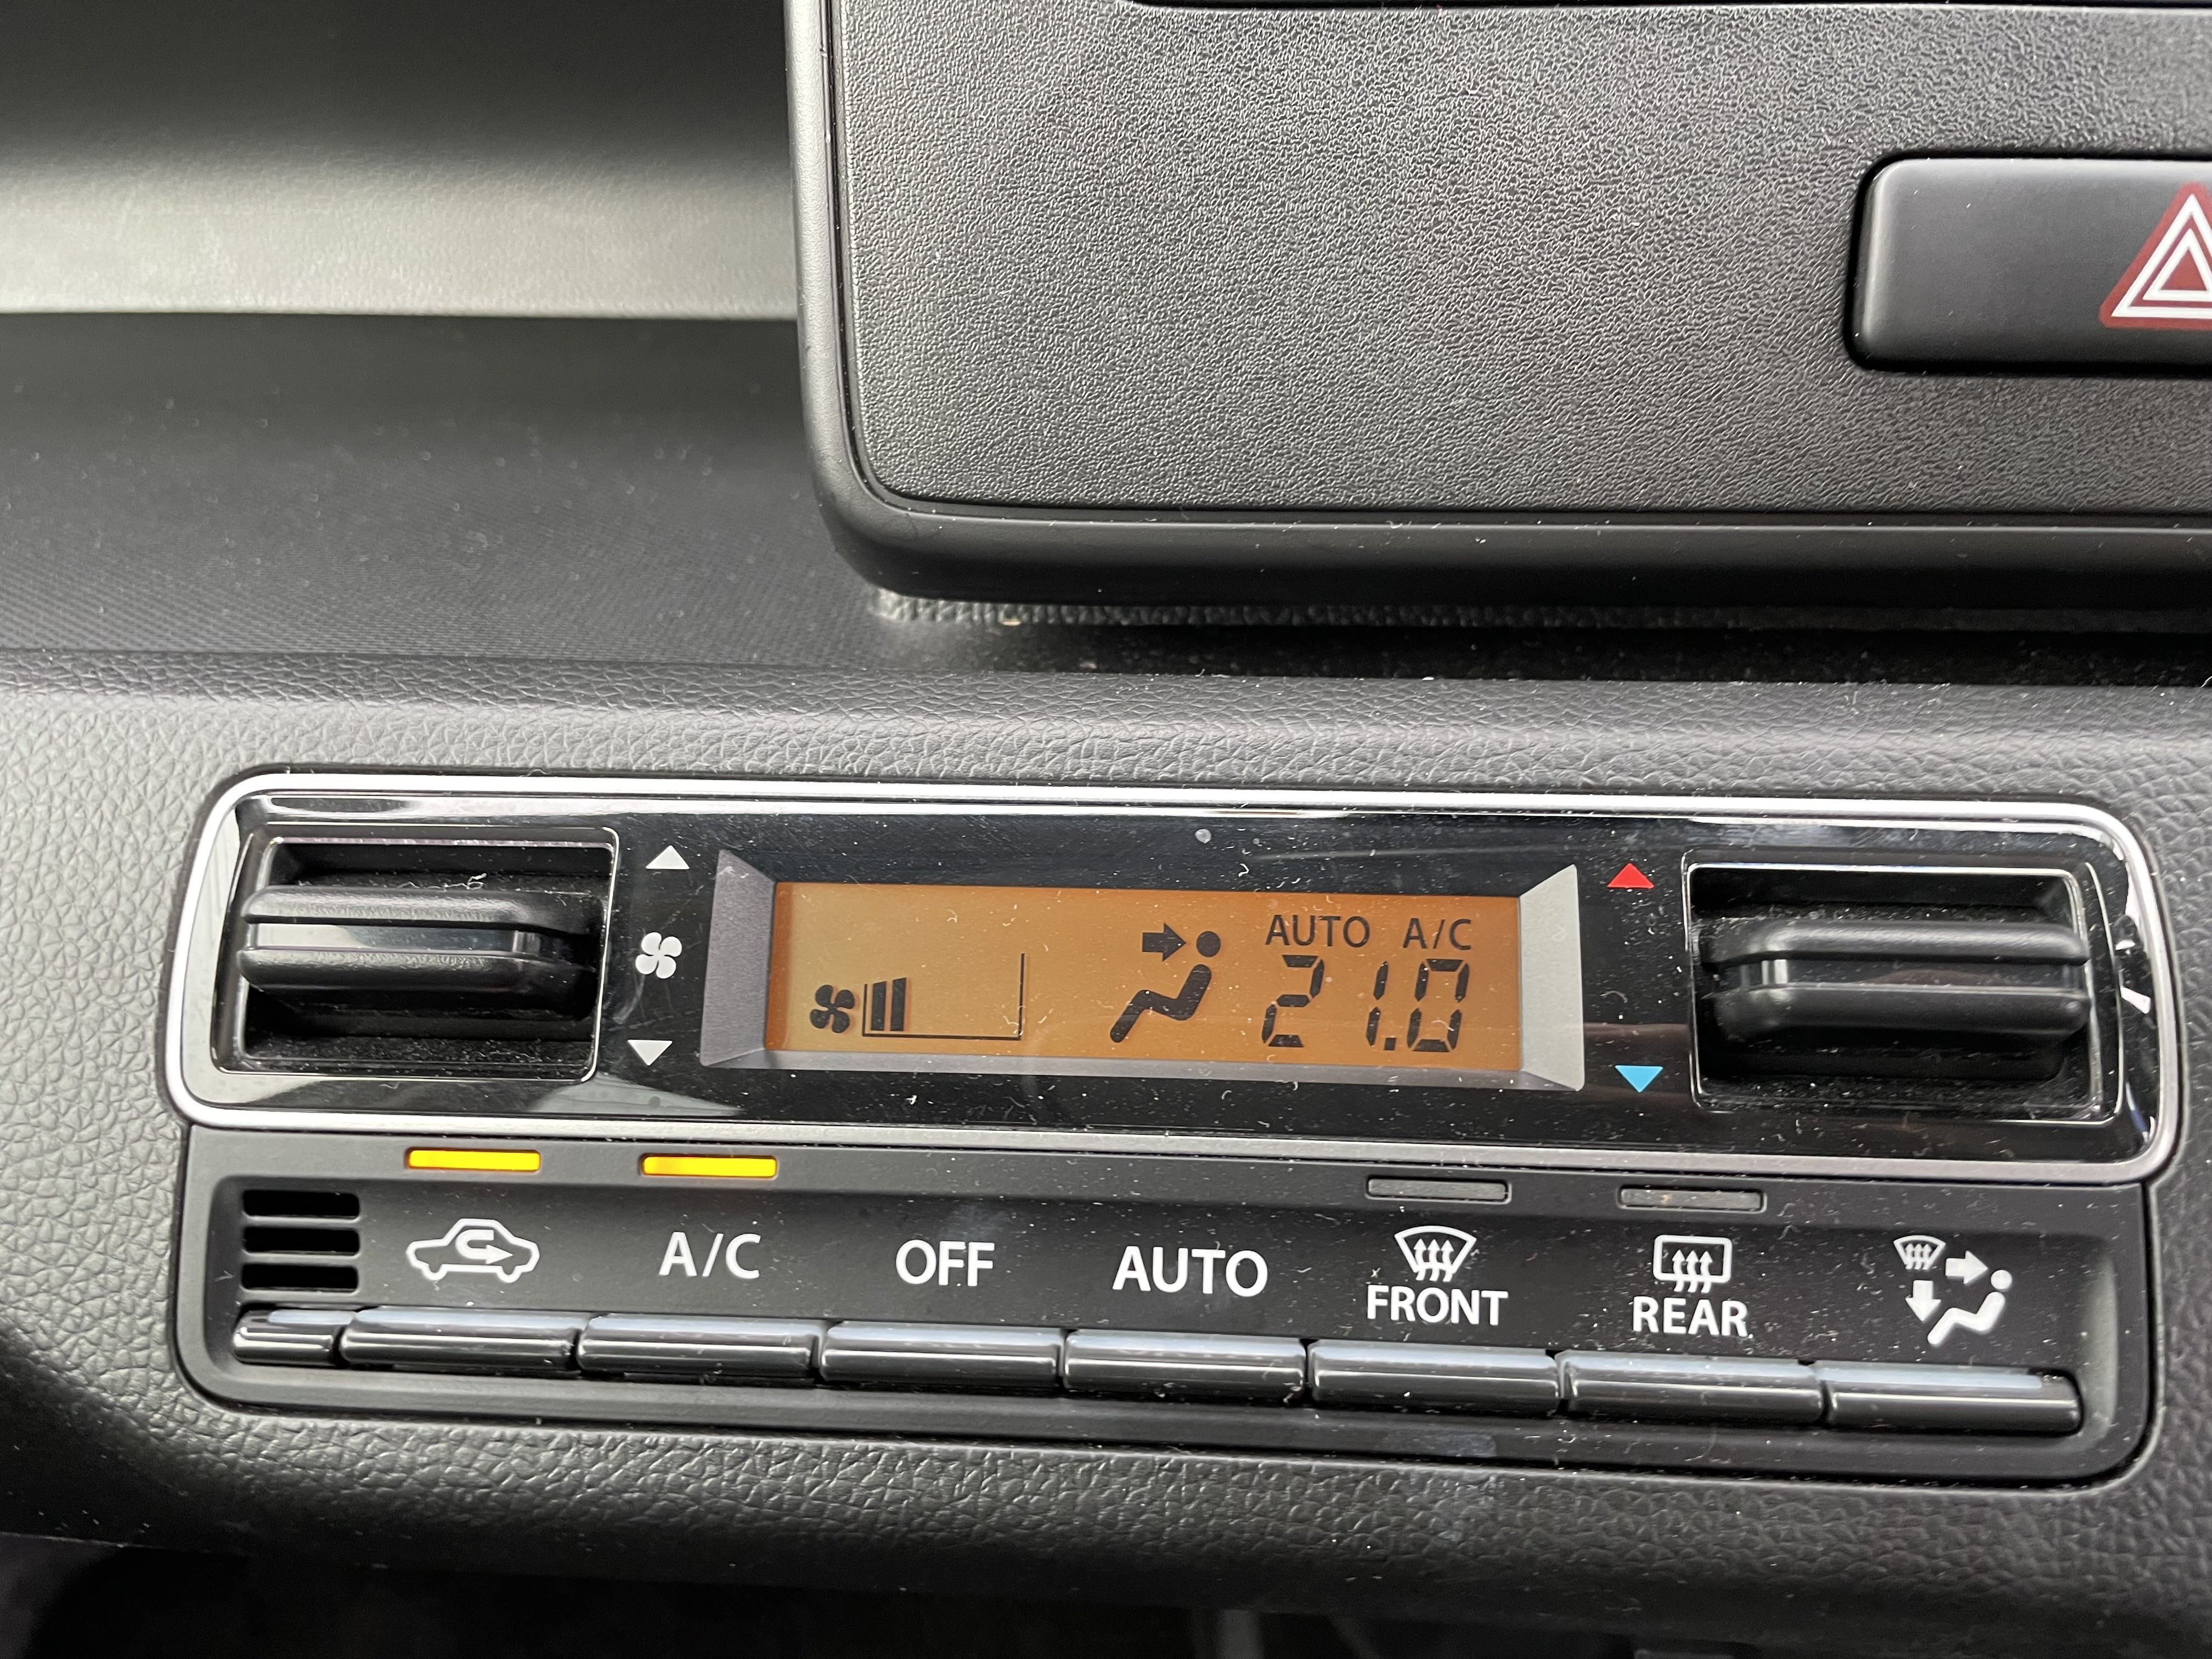 AUTO A/C
21.0
A/C OFF AUTO FRONT REAR